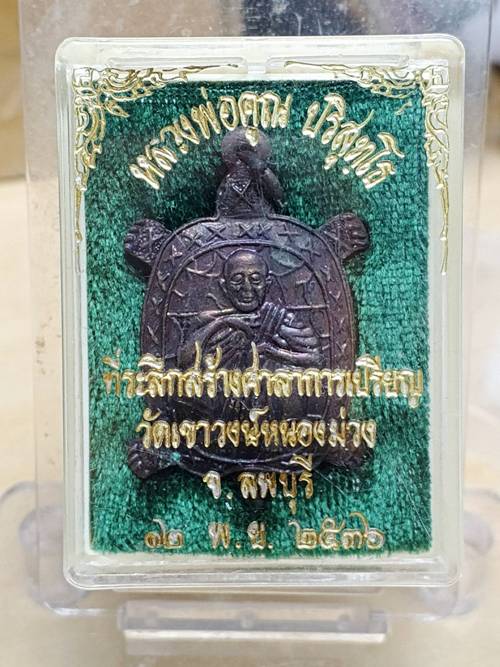 หลวงพ่อคูณ ปริสุทโธ
ที่ระลึกสร้างศาลาการเปรียญ
วัดเขาวงษ์หนองม่วง
จ. ลพบุรี
๑๒ พ.ย. ๒๕๓๖